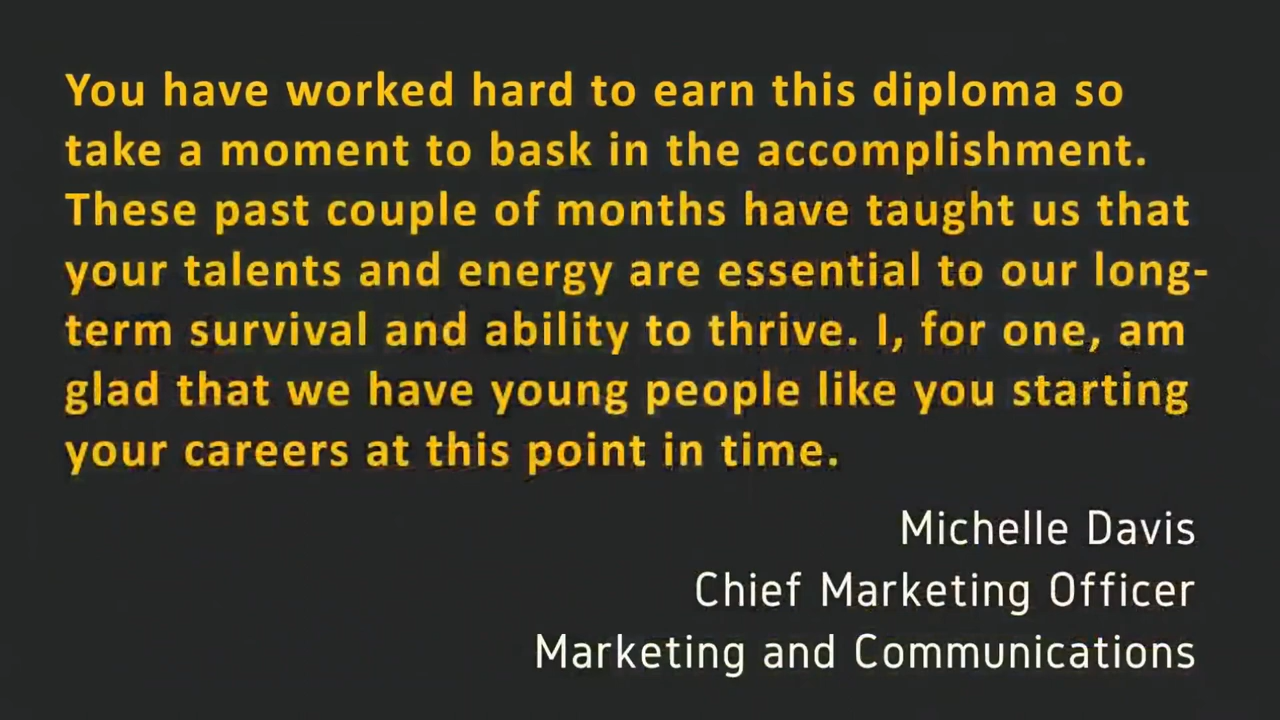 You have worked hard to earn this diploma so
take a moment to bask in the accomplishment.
These past couple of months have taught us that
your talents and energy are essential to our long-
term survival and ability to thrive. I, for one, am
glad that we have young people like you starting
your careers at this point in time.
Michelle Davis
Chief Marketing Officer
Marketing and Communications